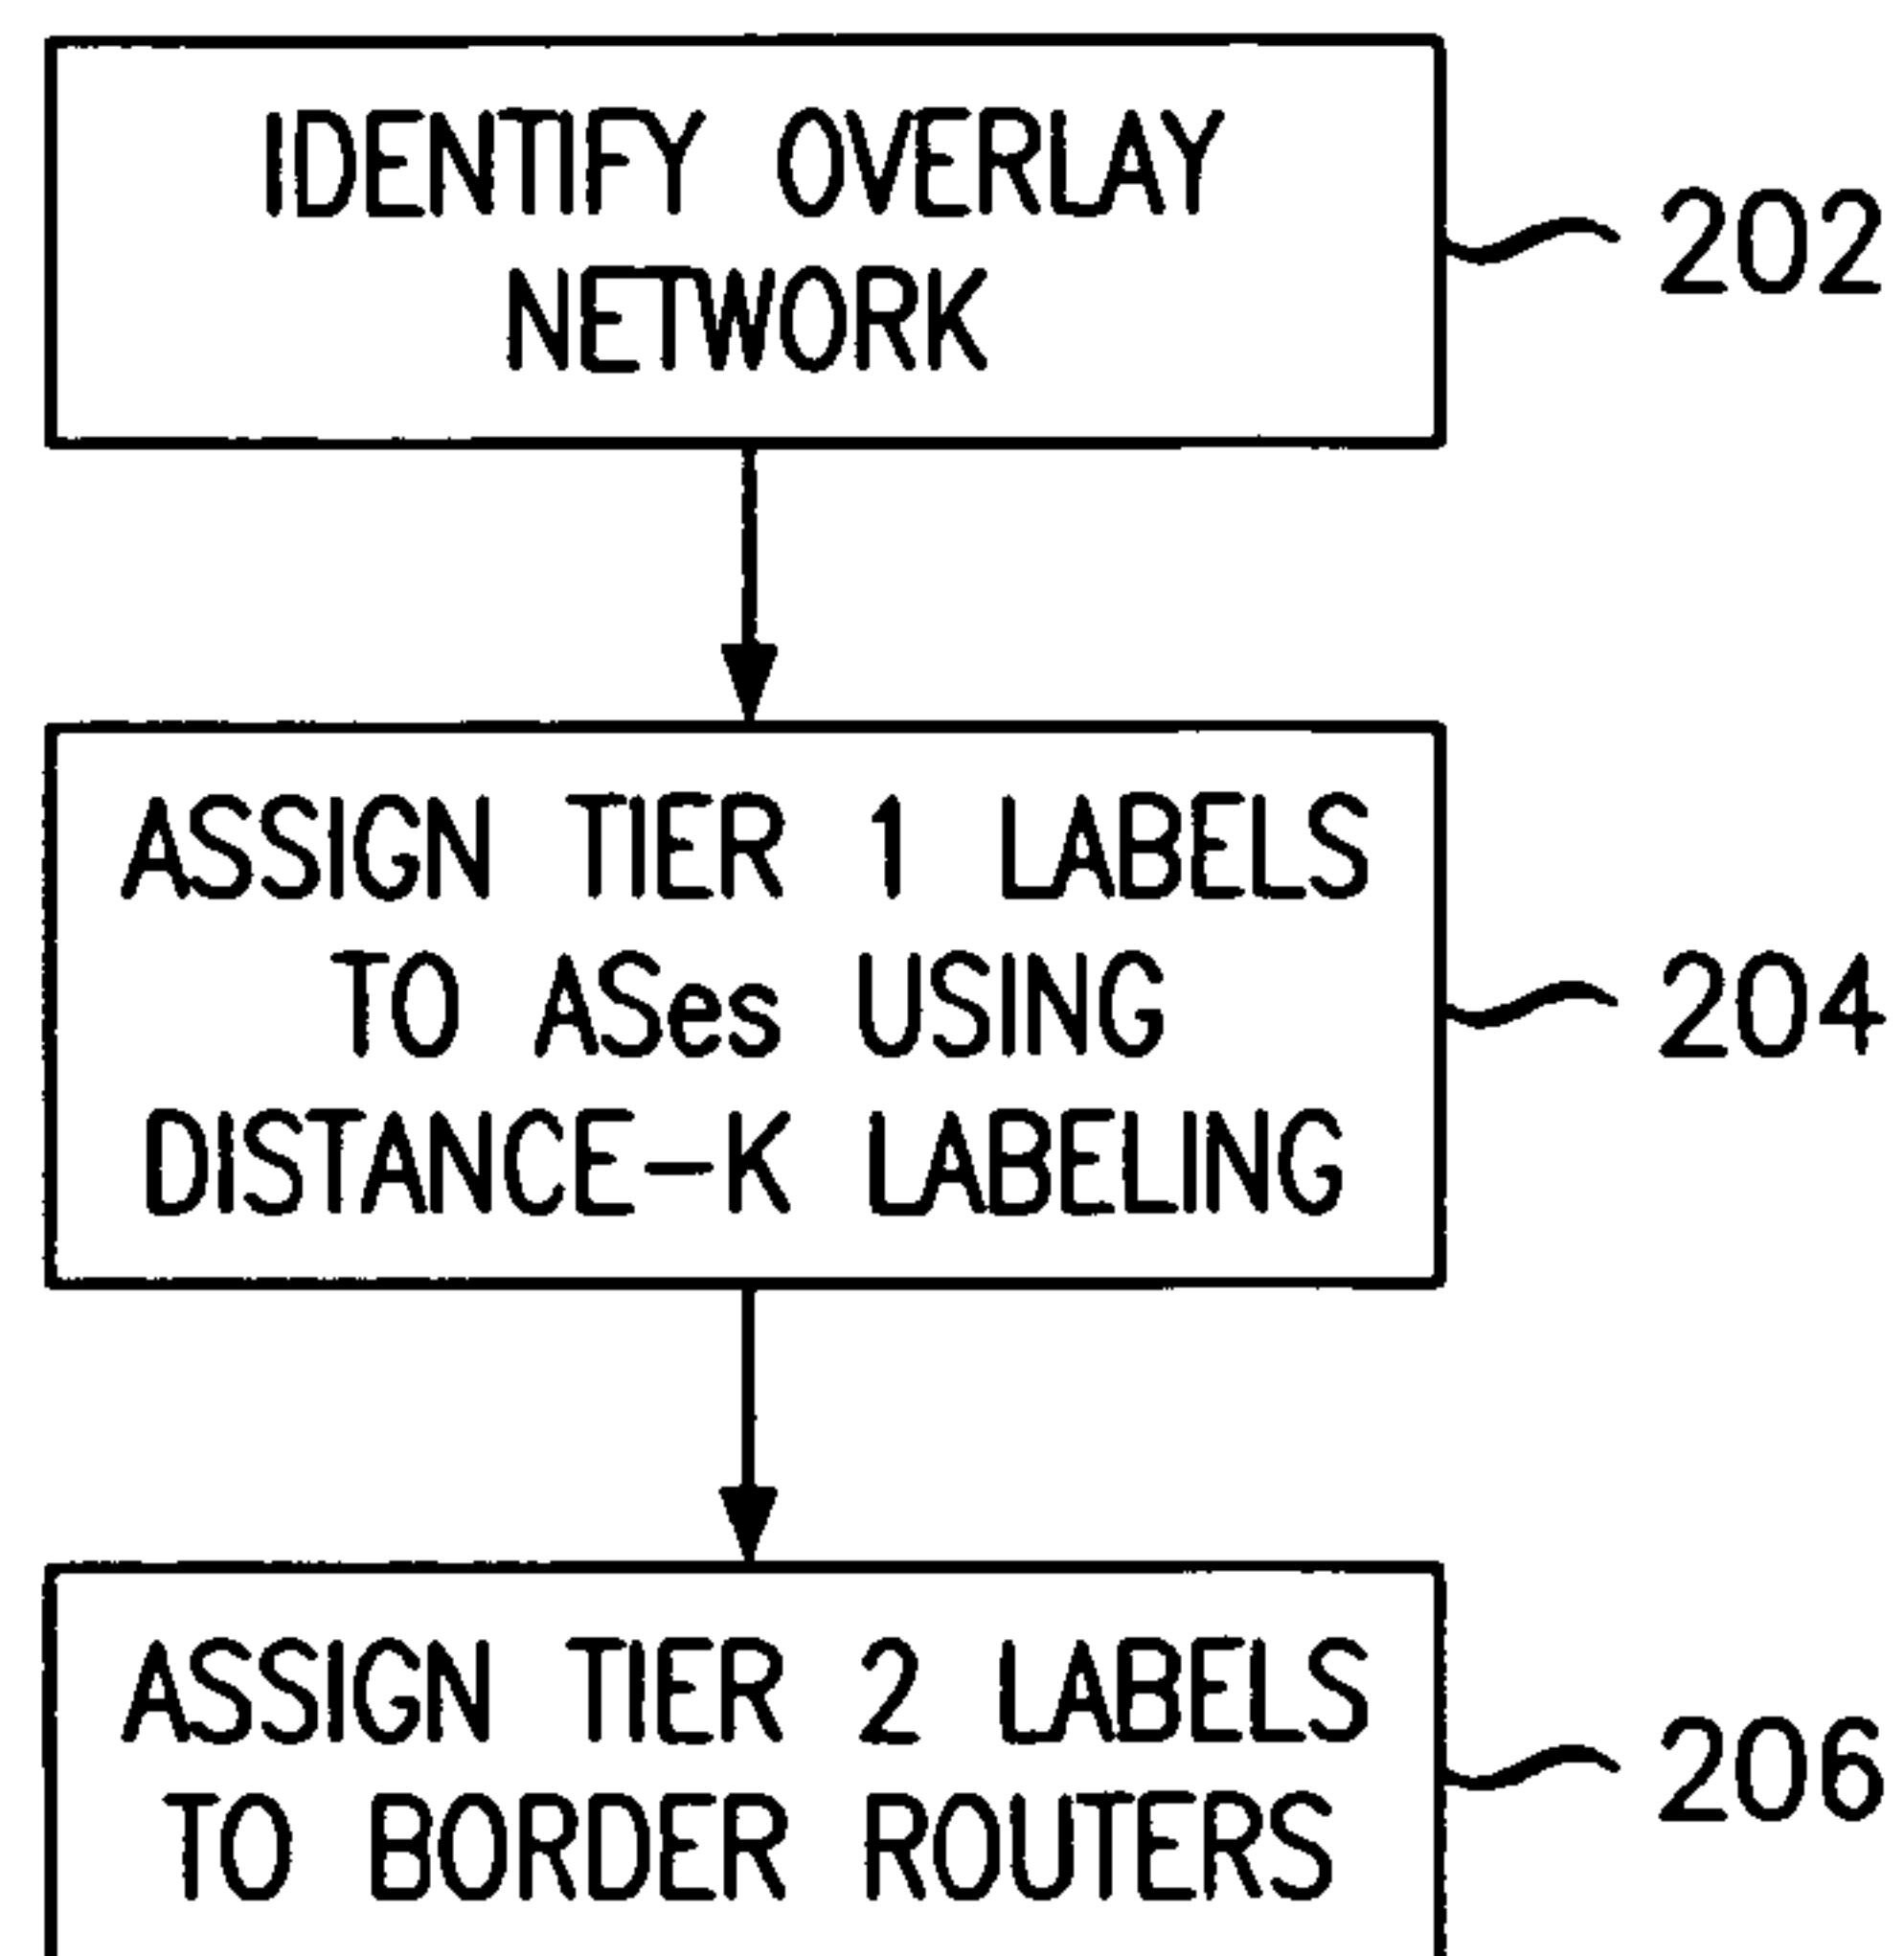 IDENTIFY OVERLAY
NETWORK
202
ASSIGN TIER 1 LABELS
TO ASes USING
DISTANCE-K LABELING
204
ASSIGN TIER 2 LABELS
TO BORDER ROUTERS
206